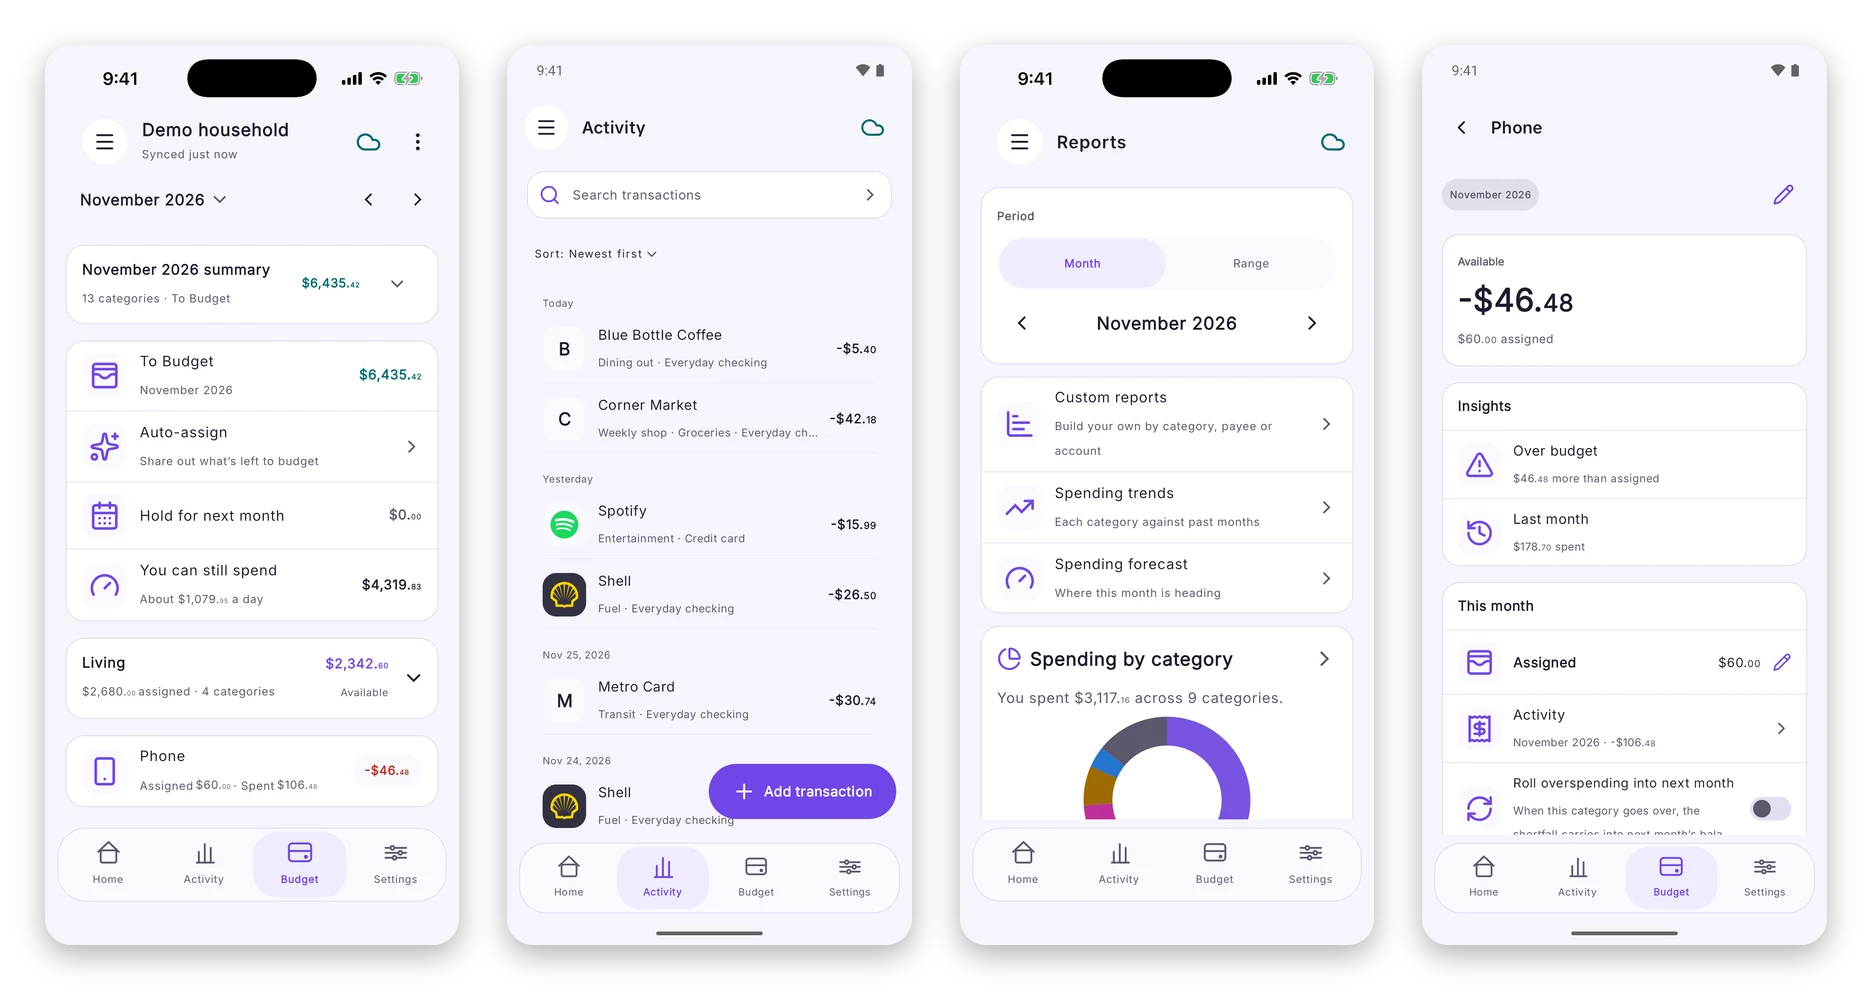 9:41
Demo household
Synced just now
November 2026
November 2026 summary
$6,435.42
13 categories · To Budget
To Budget
November 2026
$6,435.42
Auto-assign
Share out what's left to budget
Hold for next month
$0.00
You can still spend
About $1,079.95 a day
$4,319.83
Living
$2,680.00 assigned · 4 categories
$2,342.60
Available
Phone
Assigned $60.00 · Spent $106.48
-$46.48
Home
Activity
Budget
Settings
9:41
Activity
Search transactions
Sort: Newest first
Today
B
Blue Bottle Coffee
Dining out · Everyday checking
-$5.40
C
Corner Market
Weekly shop · Groceries · Everyday ch...
-$42.18
Yesterday
Spotify
Entertainment · Credit card
-$15.99
Shell
Fuel · Everyday checking
-$26.50
Nov 25, 2026
M
Metro Card
Transit · Everyday checking
-$30.74
Nov 24, 2026
Shell
Fuel · Everyday checking
Add transaction
Home
Activity
Budget
Settings
9:41
Reports
Period
Month
Range
November 2026
Custom reports
Build your own by category, payee or
account
Spending trends
Each category against past months
Spending forecast
Where this month is heading
Spending by category
You spent $3,117.16 across 9 categories.
Home
Activity
Budget
Settings
9:41
Phone
November 2026
Available
-$46.48
$60.00 assigned
Insights
Over budget
$46.48 more than assigned
Last month
$178.70 spent
This month
Assigned
$60.00
Activity
November 2026 · -$106.48
Roll overspending into next month
When this category goes over, the
shortfall carries into next month's bala
Home
Activity
Budget
Settings